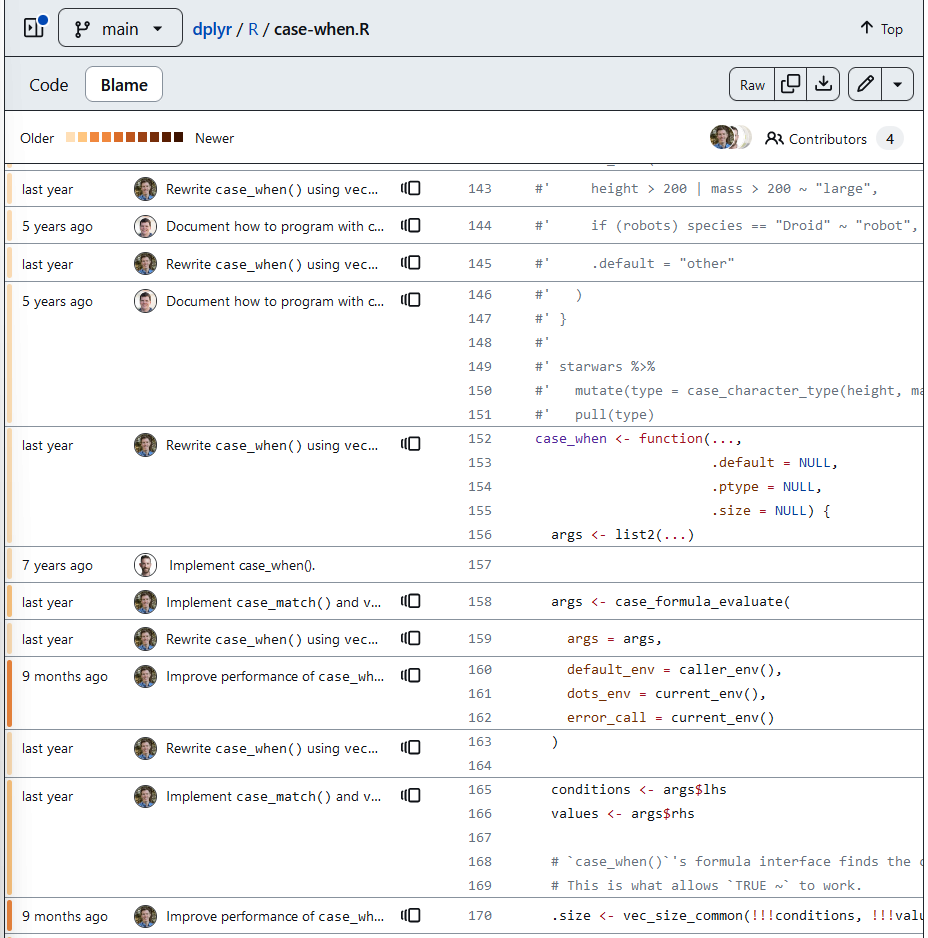 main dplyr / R / case-when.R Top
Code Blame Raw
Older Newer Contributors 4
last year Rewrite case_when() using vec... 143 #' height > 200 | mass > 200 ~ "large",
5 years ago Document how to program with c... 144 #' if (robots) species == "Droid" ~ "robot",
last year Rewrite case_when() using vec... 145 #' .default = "other"
5 years ago Document how to program with c... 146 #' )
147 #' }
148 #'
149 #' starwars %>%
150 #' mutate(type = case_character_type(height, ma
151 #' pull(type)
last year Rewrite case_when() using vec... 152 case_when <- function(...,
153 .default = NULL,
154 .ptype = NULL,
155 .size = NULL) {
156 args <- list2(...)
7 years ago Implement case_when(). 157
last year Implement case_match() and v... 158 args <- case_formula_evaluate(
last year Rewrite case_when() using vec... 159 args = args,
9 months ago Improve performance of case_wh... 160 default_env = caller_env(),
161 dots_env = current_env(),
162 error_call = current_env()
last year Rewrite case_when() using vec... 163 )
164
last year Implement case_match() and v... 165 conditions <- args$lhs
166 values <- args$rhs
167
168 # `case_when()`'s formula interface finds the
169 # This is what allows `TRUE ~` to work.
9 months ago Improve performance of case_wh... 170 .size <- vec_size_common(!!!conditions, !!!valu